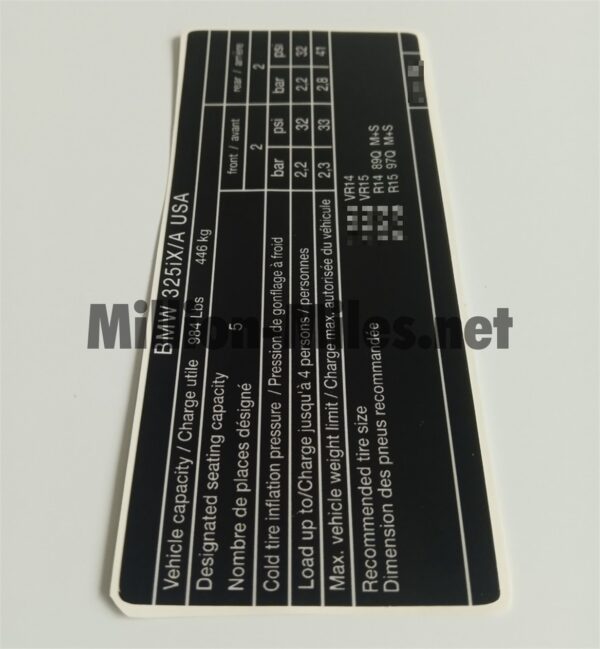 BMW 325iX/A USA
Vehicle capacity / Charge utile 984 Lbs 446 kg
Designated seating capacity
Nombre de places désigné 5
front / avant rear / arrière
2 2
Cold tire inflation pressure / Pression de gonflage à froid bar psi bar psi
Load up to/Charge jusqu'à 4 persons / personnes 2,2 32 2,2 32
Max. vehicle weight limit / Charge max. autorisée du véhicule 2,3 33 2,8 41
Recommended tire size
Dimension des pneus recommandée
VR14
VR15
R14 89Q M+S
R15 97Q M+S
Million-Miles.net